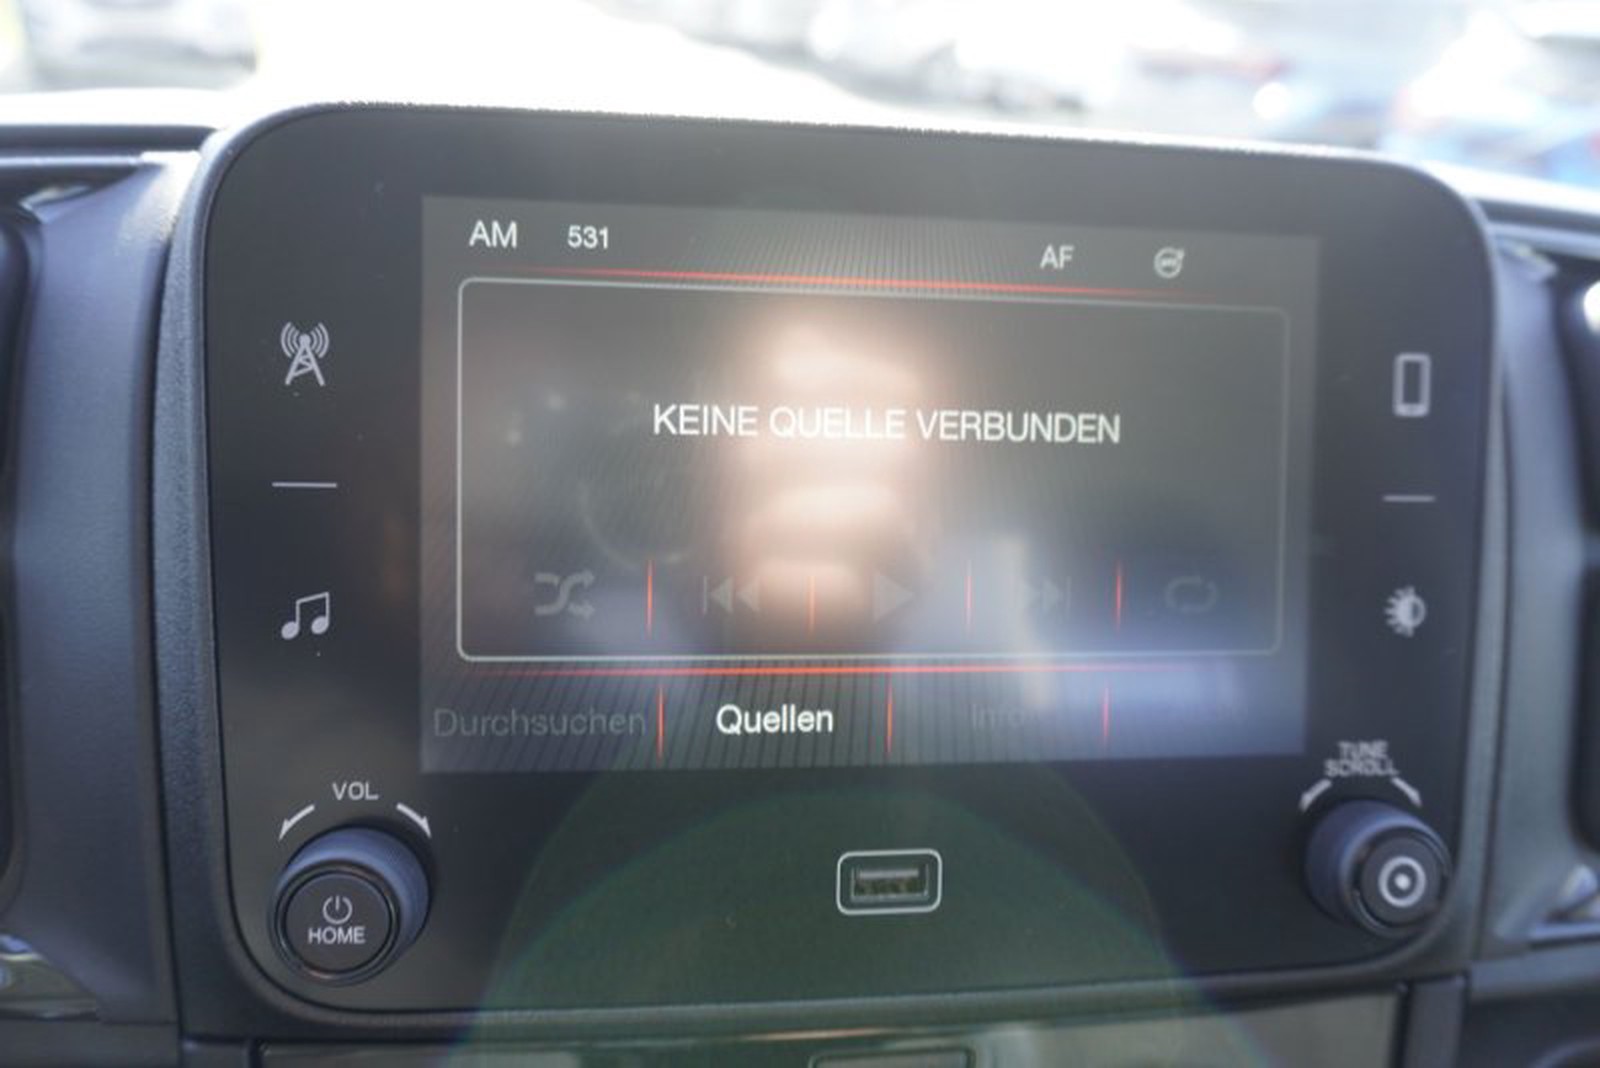 AM 531 AF
KEINE QUELLE VERBUNDEN
Durchsuchen Quellen
VOL
TUNE
SCROLL
HOME